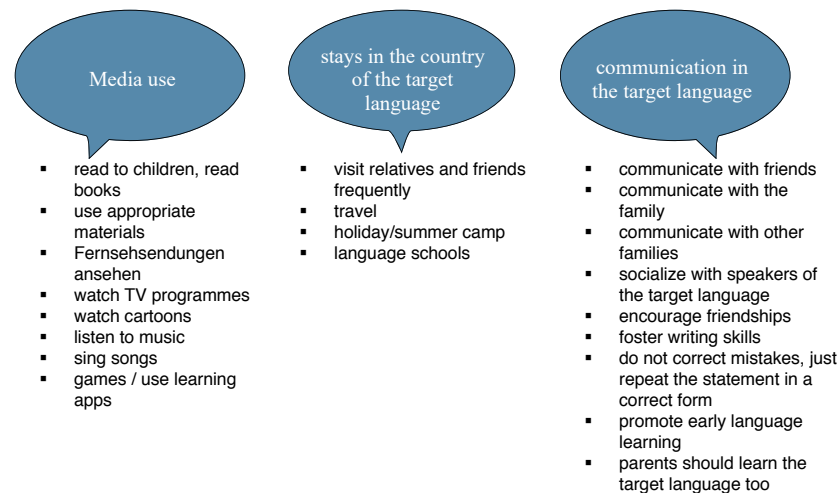 Media use
▪ read to children, read
books
▪ use appropriate
materials
▪ Fernsehsendungen
ansehen
▪ watch TV programmes
▪ watch cartoons
▪ listen to music
▪ sing songs
▪ games / use learning
apps
stays in the country
of the target
language
▪ visit relatives and friends
frequently
▪ travel
▪ holiday/summer camp
▪ language schools
communication in
the target language
▪ communicate with friends
▪ communicate with the
family
▪ communicate with other
families
▪ socialize with speakers of
the target language
▪ encourage friendships
▪ foster writing skills
▪ do not correct mistakes, just
repeat the statement in a
correct form
▪ promote early language
learning
▪ parents should learn the
target language too